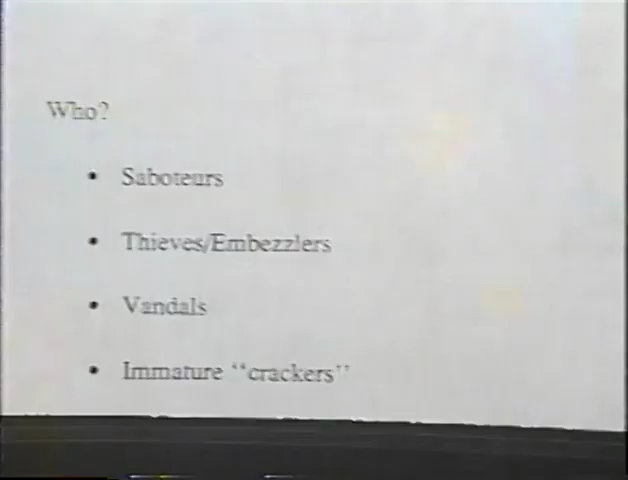 Who?
• Saboteurs
• Thieves/Embezzlers
• Vandals
• Immature “crackers”